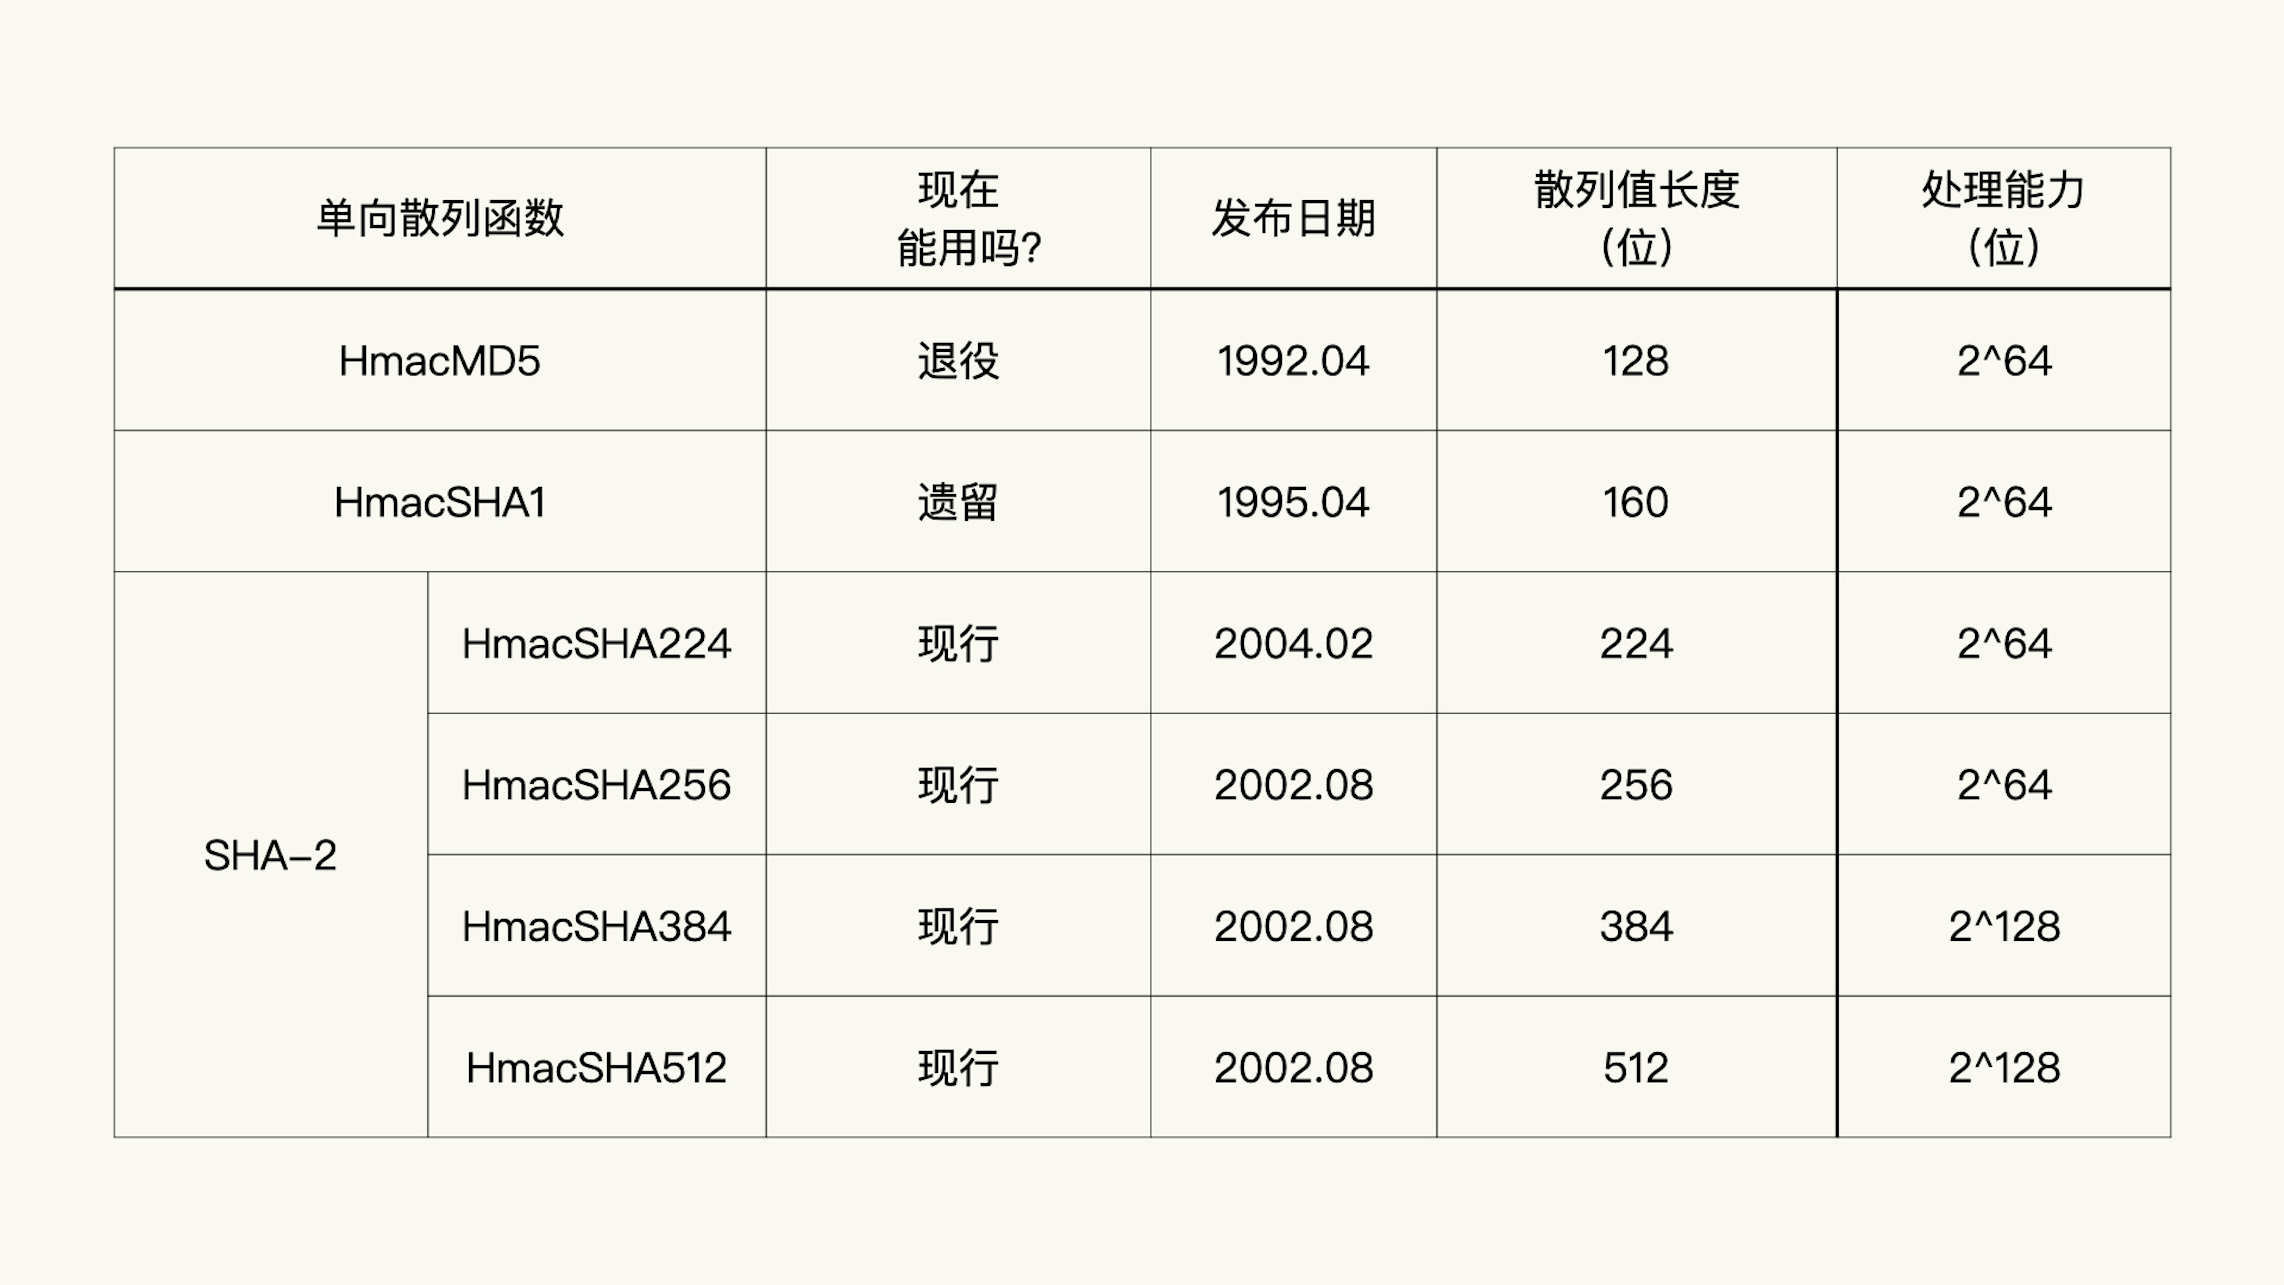 单向散列函数
现在
能用吗?
发布日期
散列值长度
(位)
处理能力
(位)
HmacMD5
退役
1992.04
128
2^64
HmacSHA1
遗留
1995.04
160
2^64
SHA-2
HmacSHA224
现行
2004.02
224
2^64
HmacSHA256
现行
2002.08
256
2^64
HmacSHA384
现行
2002.08
384
2^128
HmacSHA512
现行
2002.08
512
2^128